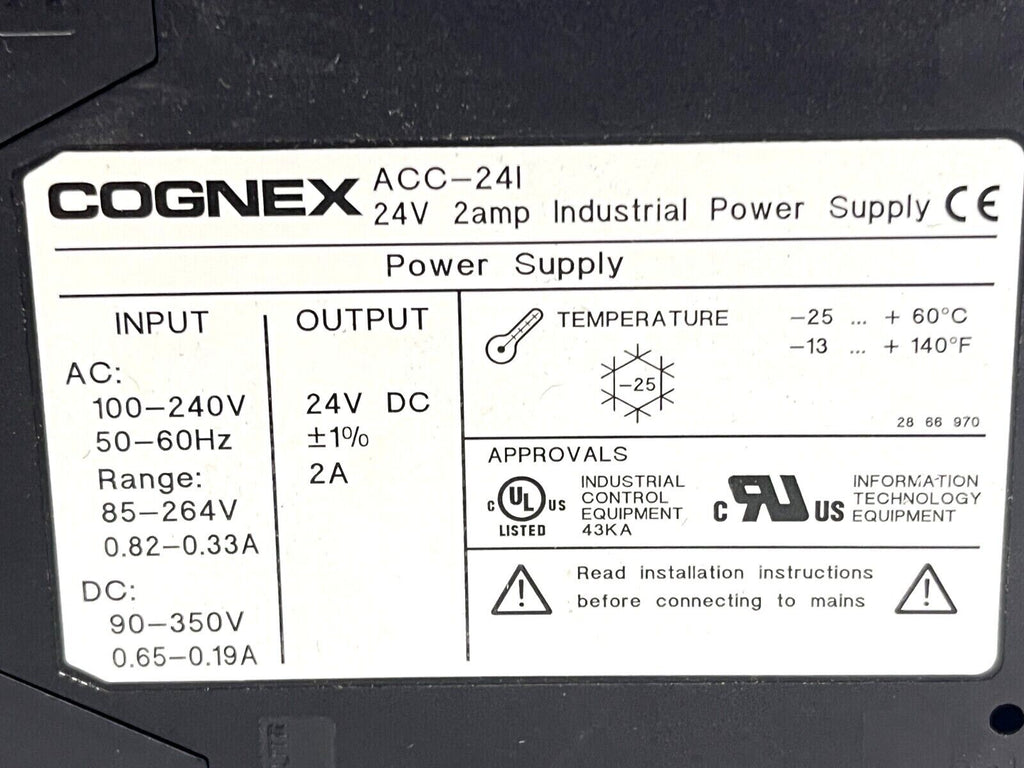 COGNEX
ACC-24I
24V 2amp Industrial Power Supply CE
Power Supply
INPUT
AC:
100-240V
50-60Hz
Range:
85-264V
0.82-0.33A
DC:
90-350V
0.65-0.19A
OUTPUT
24V DC
±1%
2A
TEMPERATURE
-25 ... + 60°C
-13 ... + 140°F
-25
28 66 970
APPROVALS
C UL US
LISTED
INDUSTRIAL
CONTROL
EQUIPMENT
43KA
C RU US
INFORMATION
TECHNOLOGY
EQUIPMENT
! Read installation instructions !
before connecting to mains